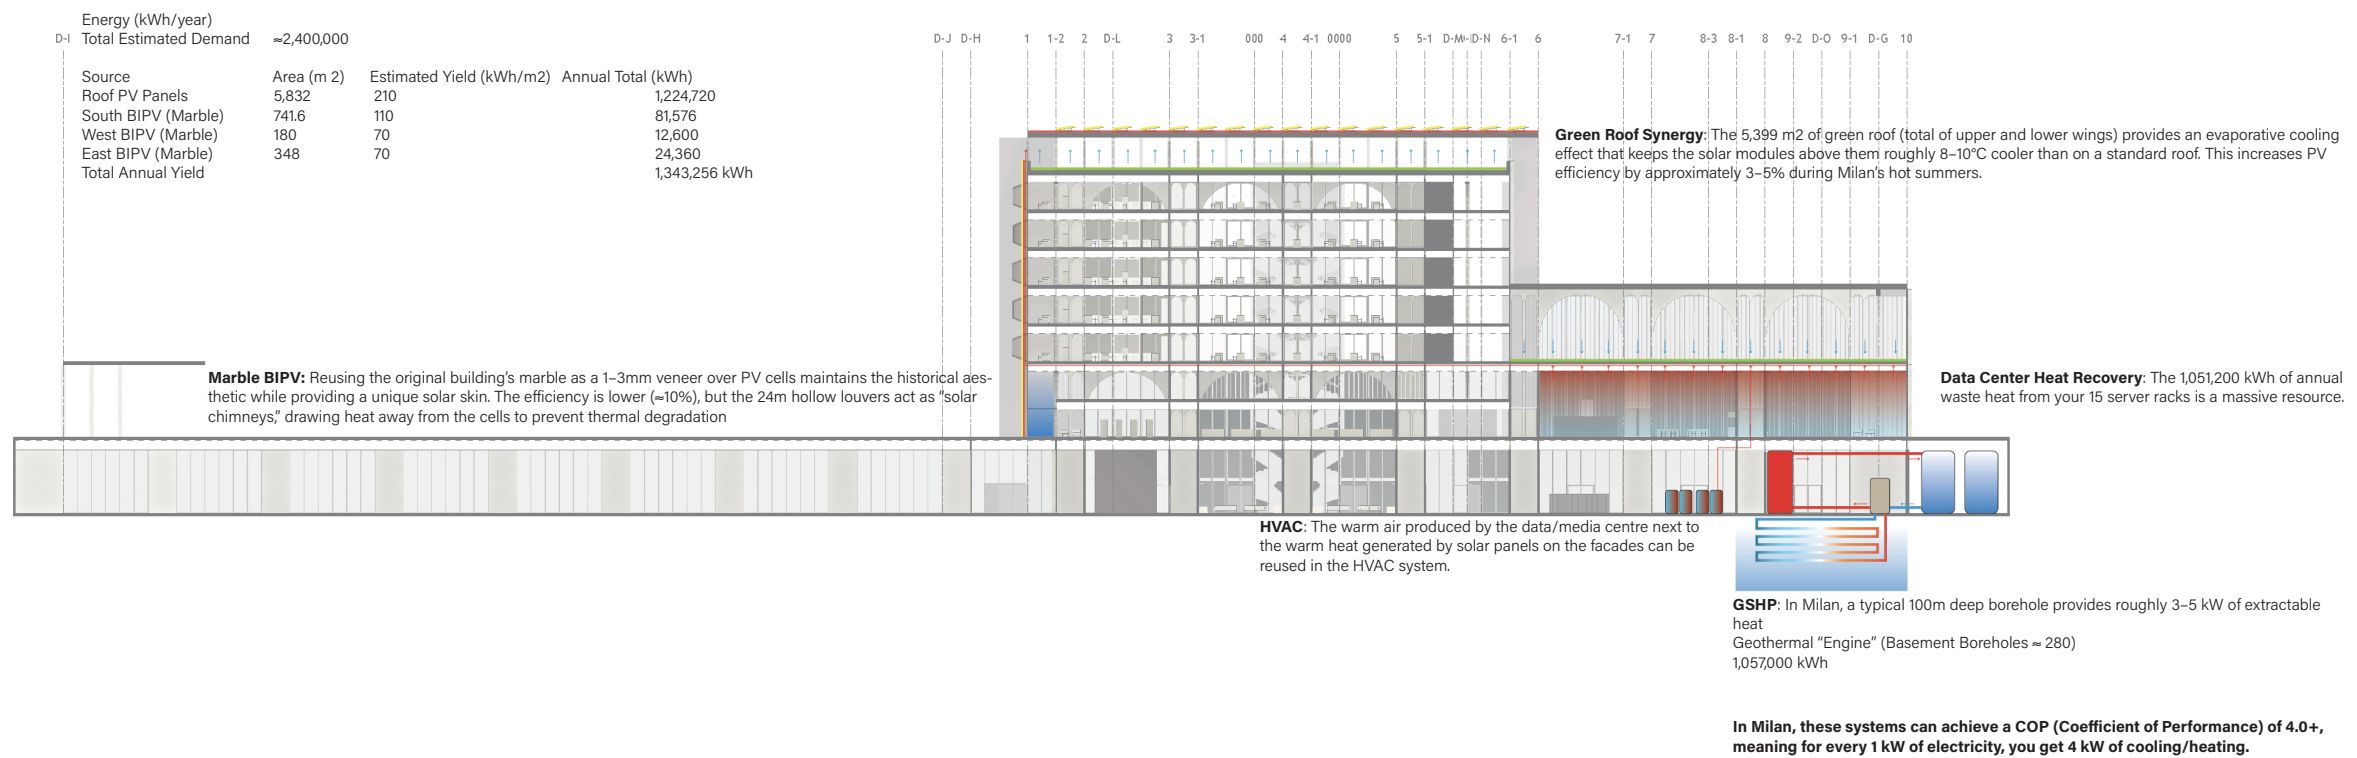 Energy (kWh/year)
Total Estimated Demand ≈2,400,000
D-I D-J D-H 1 1-2 2 D-L 3 3-1 000 4 4-1 0000 5 5-1 D-N 6-1 6 7-1 7 8-3 8-1 8 9-2 D-O 9-1 D-G 10
Source Area (m 2) Estimated Yield (kWh/m2) Annual Total (kWh)
Roof PV Panels 5,832 210 1,224,720
South BIPV (Marble) 741.6 110 81,576
West BIPV (Marble) 180 70 12,600
East BIPV (Marble) 348 70 24,360
Total Annual Yield 1,343,256 kWh
Green Roof Synergy: The 5,399 m2 of green roof (total of upper and lower wings) provides an evaporative cooling
effect that keeps the solar modules above them roughly 8–10°C cooler than on a standard roof. This increases PV
efficiency by approximately 3–5% during Milan's hot summers.
Marble BIPV: Reusing the original building's marble as a 1–3mm veneer over PV cells maintains the historical aes-
thetic while providing a unique solar skin. The efficiency is lower (≈10%), but the 24m hollow louvers act as "solar
chimneys," drawing heat away from the cells to prevent thermal degradation
Data Center Heat Recovery: The 1,051,200 kWh of annual
waste heat from your 15 server racks is a massive resource.
HVAC: The warm air produced by the data/media centre next to
the warm heat generated by solar panels on the facades can be
reused in the HVAC system.
GSHP: In Milan, a typical 100m deep borehole provides roughly 3–5 kW of extractable
heat
Geothermal "Engine" (Basement Boreholes ≈ 280)
1,057,000 kWh
In Milan, these systems can achieve a COP (Coefficient of Performance) of 4.0+,
meaning for every 1 kW of electricity, you get 4 kW of cooling/heating.